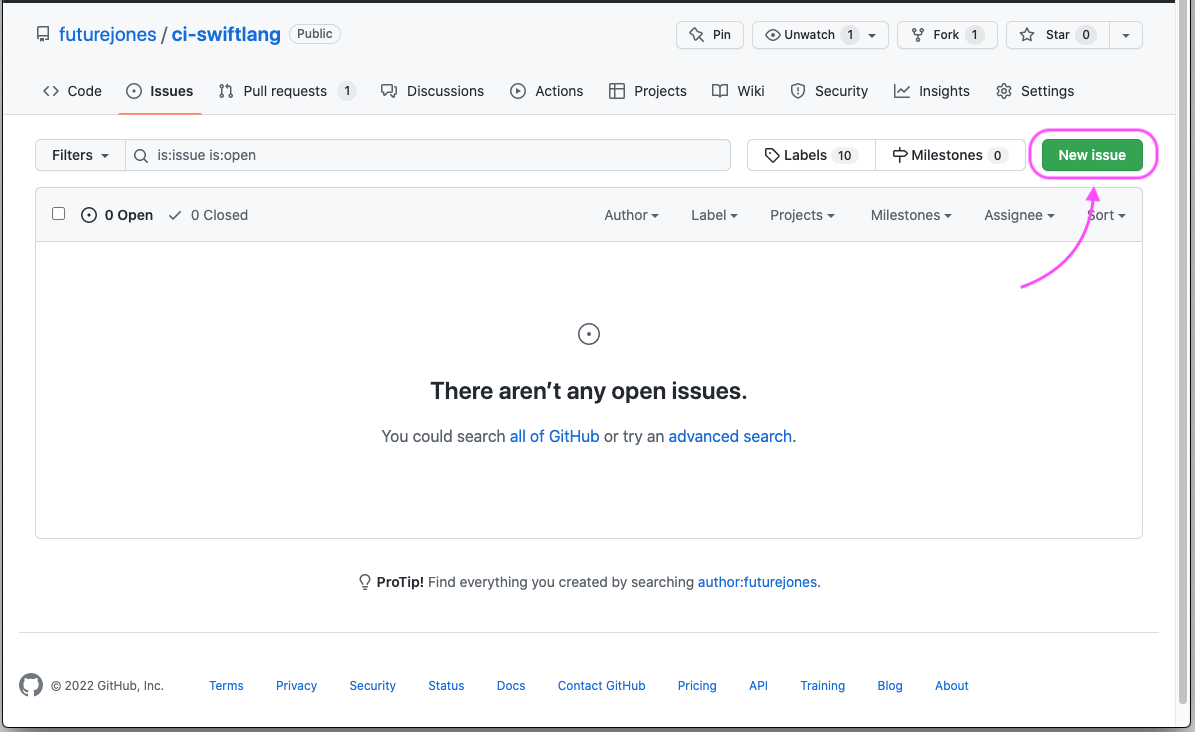 futurejones / ci-swiftlang Public Pin Unwatch 1 Fork 1 Star 0
Code Issues Pull requests 1 Discussions Actions Projects Wiki Security Insights Settings
Filters is:issue is:open Labels 10 Milestones 0 New issue
0 Open 0 Closed Author Label Projects Milestones Assignee Sort
There aren’t any open issues.
You could search all of GitHub or try an advanced search.
ProTip! Find everything you created by searching author:futurejones.
© 2022 GitHub, Inc. Terms Privacy Security Status Docs Contact GitHub Pricing API Training Blog About